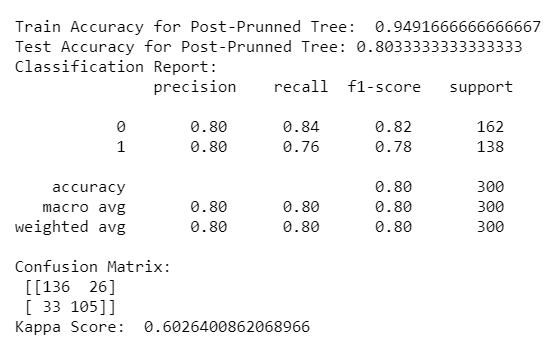 Train Accuracy for Post-Prunned Tree:  0.9491666666666667
Test Accuracy for Post-Prunned Tree: 0.8033333333333333
Classification Report:
              precision    recall  f1-score   support

           0       0.80      0.84      0.82       162
           1       0.80      0.76      0.78       138

    accuracy                           0.80       300
   macro avg       0.80      0.80      0.80       300
weighted avg       0.80      0.80      0.80       300

Confusion Matrix:
 [[136  26]
 [ 33 105]]
Kappa Score:  0.6026400862068966